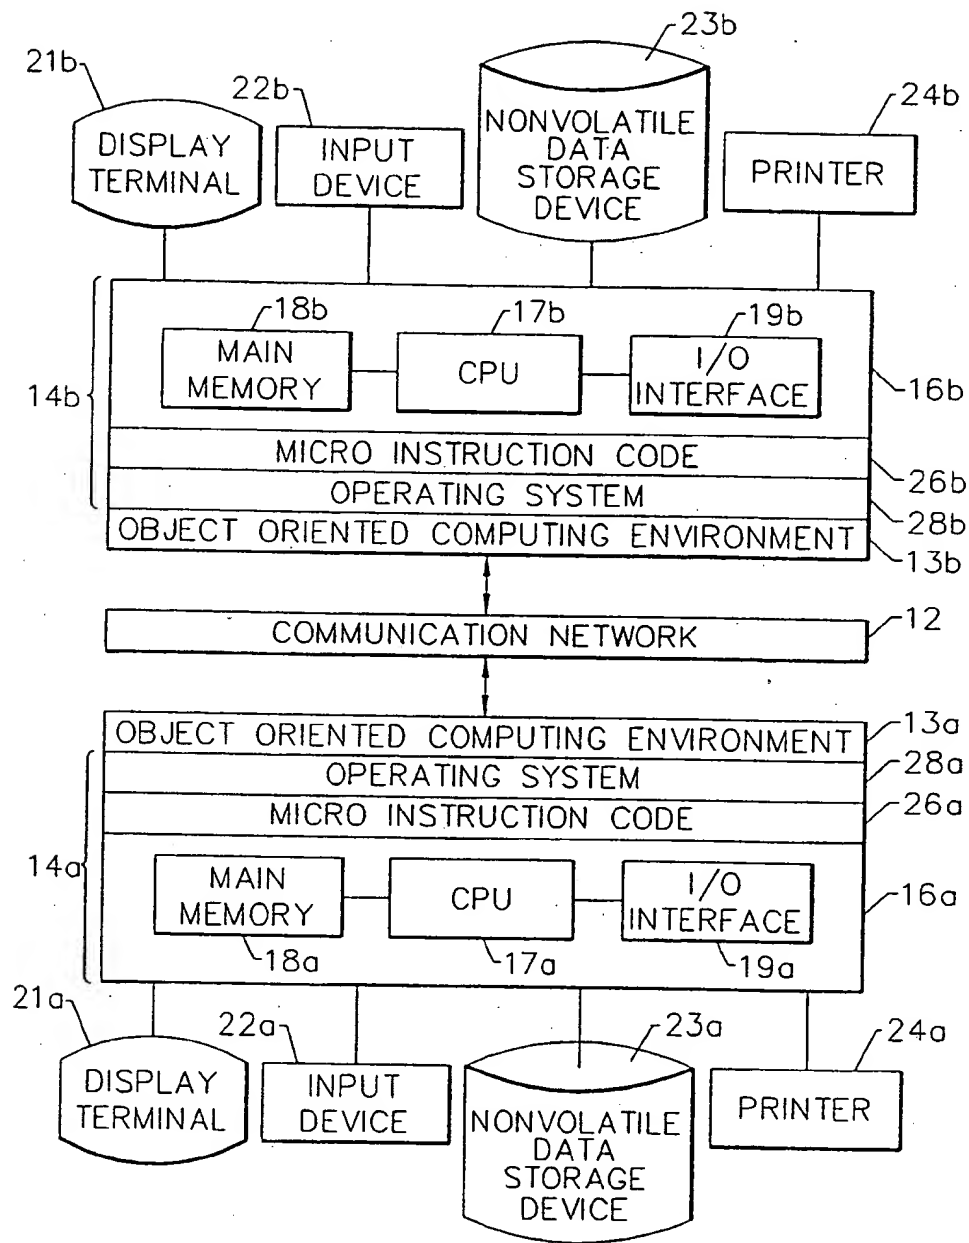 23b
21b
22b
24b
DISPLAY
TERMINAL
INPUT
DEVICE
NONVOLATILE
DATA
STORAGE
DEVICE
PRINTER
18b
17b
19b
MAIN
MEMORY
CPU
I/O
INTERFACE
14b
16b
MICRO INSTRUCTION CODE
26b
OPERATING SYSTEM
28b
OBJECT ORIENTED COMPUTING ENVIRONMENT
13b
COMMUNICATION NETWORK
12
OBJECT ORIENTED COMPUTING ENVIRONMENT
13a
OPERATING SYSTEM
28a
MICRO INSTRUCTION CODE
26a
14a
MAIN
MEMORY
CPU
I/O
INTERFACE
16a
18a
17a
19a
21a
22a
23a
24a
DISPLAY
TERMINAL
INPUT
DEVICE
NONVOLATILE
DATA
STORAGE
DEVICE
PRINTER